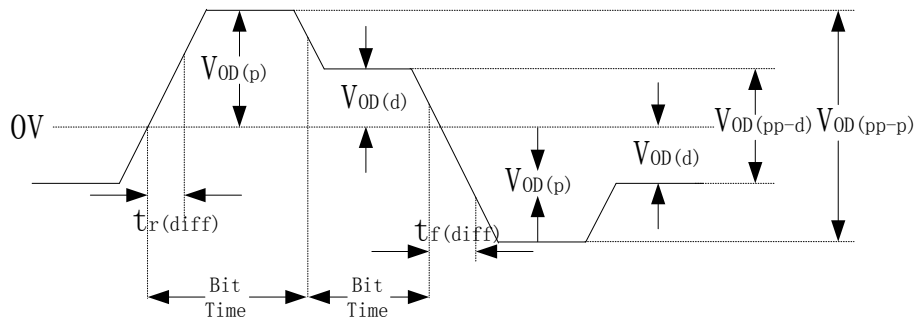 VOD(p)
VOD(d)
0V
VOD(pp-d)
VOD(pp-p)
VOD(d)
VOD(p)
tr(diff)
tf(diff)
Bit
Time
Bit
Time